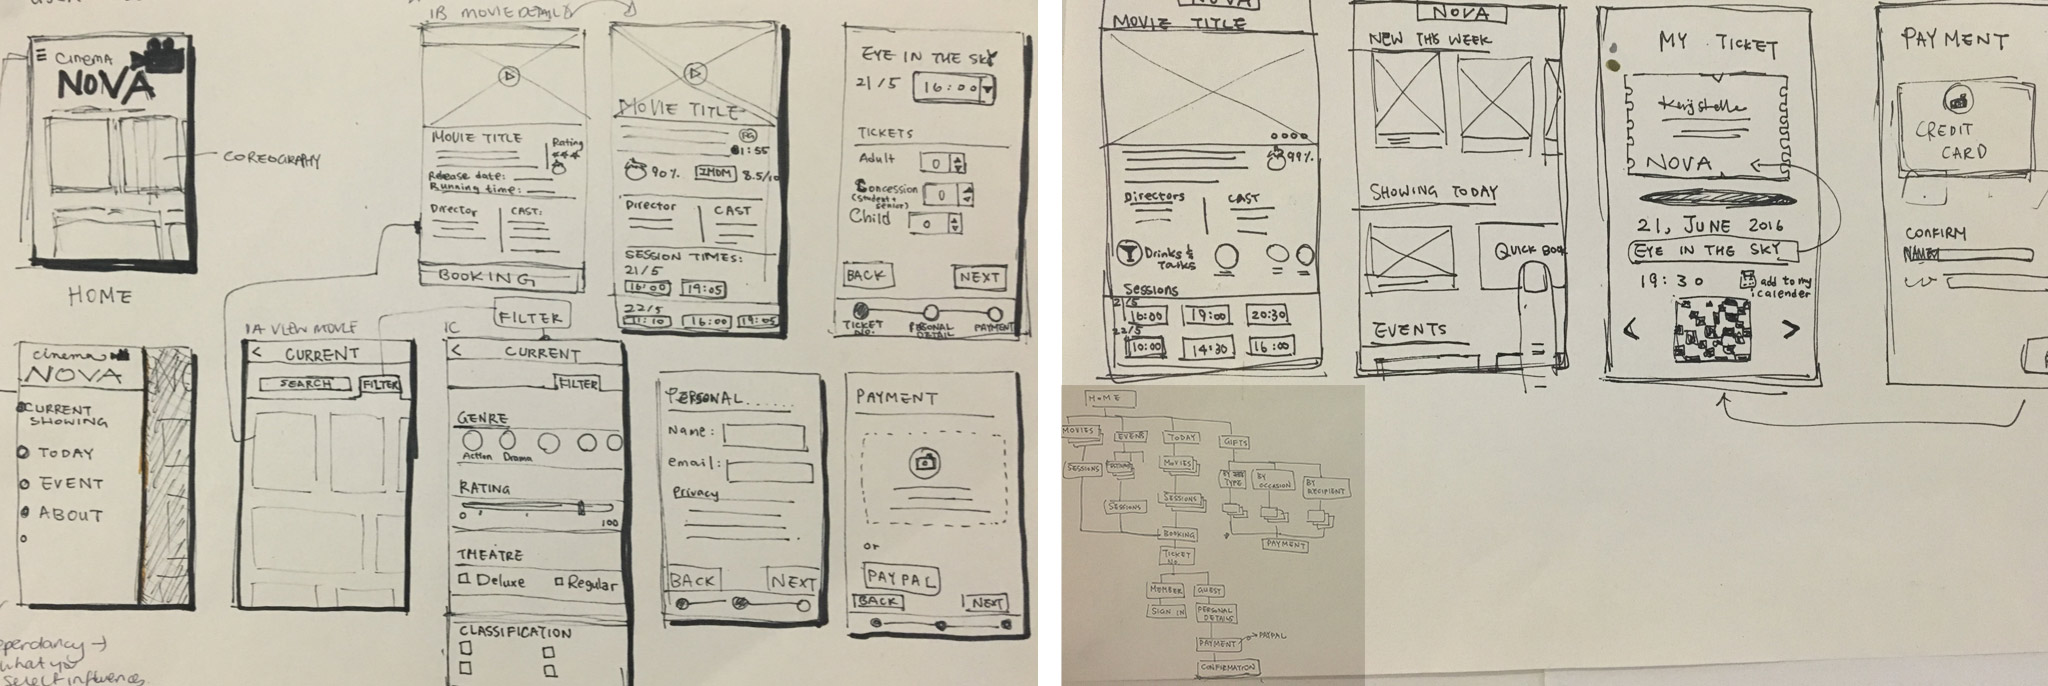 1B MOVIE DETAILS
cinema
NOVA
COREOGRAPHY
HOME
MOVIE TITLE
Rating
Release date:
Running time:
Director
CAST:
BOOKING
MOVIE TITLE
PG
1:55
90%
IMDM
8.5/10
Director
CAST
SESSION TIMES:
21/5
16:00
19:05
22/5
11:10
16:00
19:05
EYE IN THE SKY
21/5
16:00
TICKETS
Adult
0
Concession
(student + senior)
0
Child
0
BACK
NEXT
TICKET NO.
PERSONAL DETAIL
PAYMENT
cinema
NOVA
CURRENT
SHOWING
TODAY
EVENT
ABOUT
1A VIEW MOVIE
< CURRENT
SEARCH
FILTER
FILTER
1C
< CURRENT
FILTER
GENRE
Action
Drama
RATING
0
100
THEATRE
Deluxe
Regular
CLASSIFICATION
PERSONAL......
Name:
email:
Privacy
BACK
NEXT
PAYMENT
or
PAYPAL
BACK
NEXT
what you
select influences
MOVIE TITLE
99%
Directors
CAST
Drinks &
Talks
Sessions
21/5
16:00
19:00
20:30
22/5
10:00
14:30
16:00
NOVA
NEW THIS WEEK
SHOWING TODAY
QUICK BOOK
EVENTS
MY TICKET
NOVA
21, JUNE 2016
EYE IN THE SKY
19:30
add to my
calender
< >
PAYMENT
CREDIT
CARD
CONFIRM
NAME
HOME
MOVIES
EVENT
TODAY
GIFTS
SESSIONS
MOVIES
BY TYPE
BY OCCASION
BY RECIPIENT
SESSIONS
SESSIONS
BOOKING
PAYMENT
TICKET
NO.
MEMBER
GUEST
SIGN IN
PERSONAL
DETAILS
PAYMENT
PAYPAL
CONFIRMATION